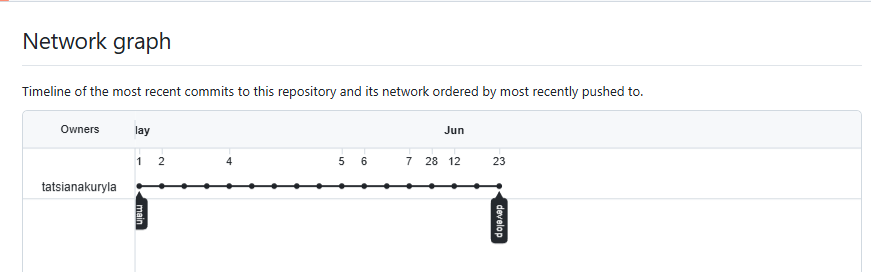 Network graph
Timeline of the most recent commits to this repository and its network ordered by most recently pushed to.
Owners lay Jun
1 2 4 5 6 7 28 12 23
tatsianakuryla
main develop